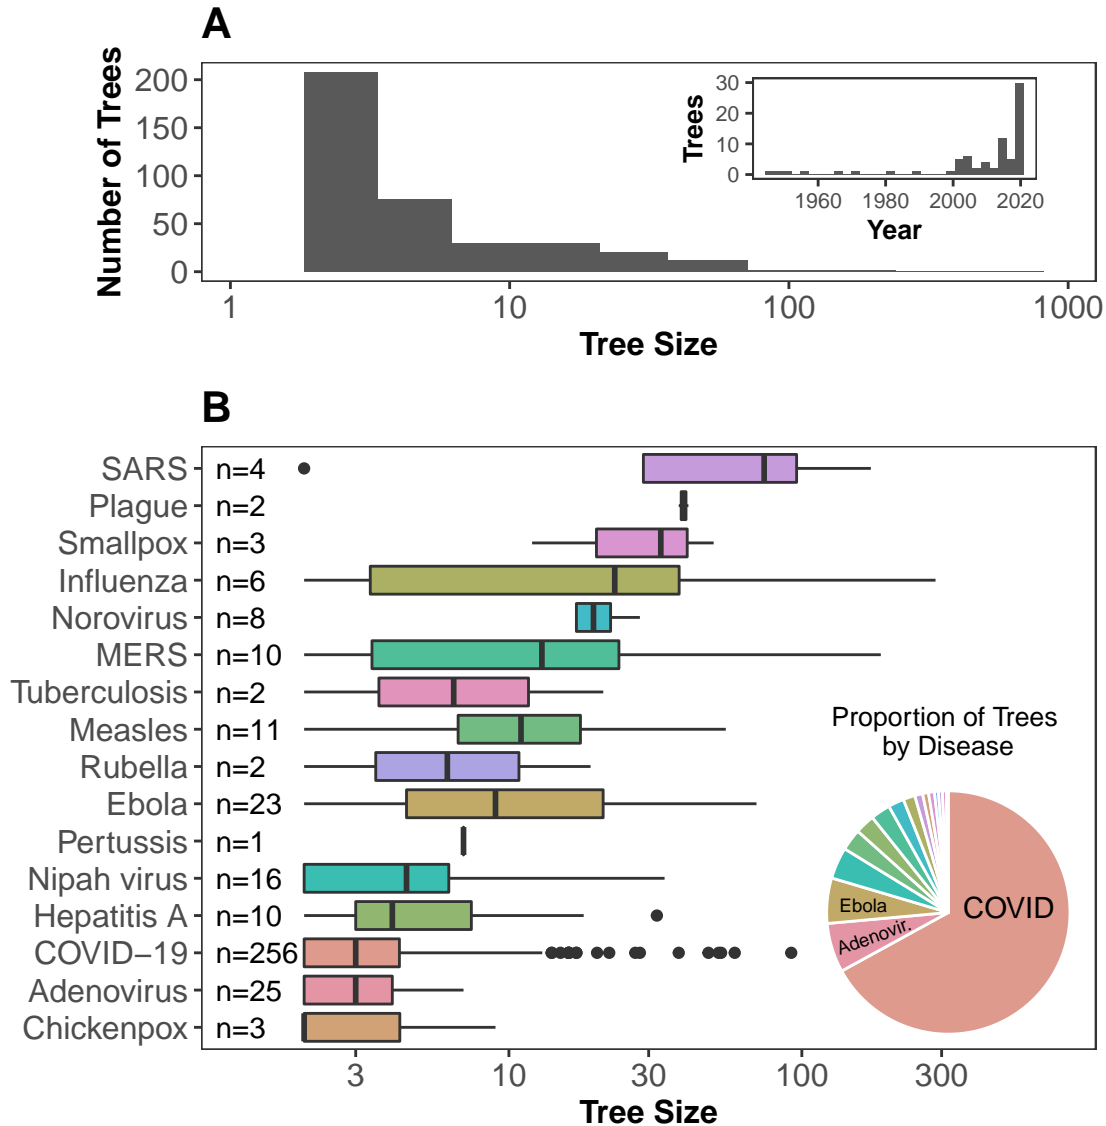 A
Number of Trees
200
150
100
50
0
1 10 100 1000
Tree Size
Trees
30
20
10
0
1960 1980 2000 2020
Year
B
SARS n=4
Plague n=2
Smallpox n=3
Influenza n=6
Norovirus n=8
MERS n=10
Tuberculosis n=2
Measles n=11
Rubella n=2
Ebola n=23
Pertussis n=1
Nipah virus n=16
Hepatitis A n=10
COVID−19 n=256
Adenovirus n=25
Chickenpox n=3
3 10 30 100 300
Tree Size
Proportion of Trees
by Disease
Ebola
Adenovir.
COVID